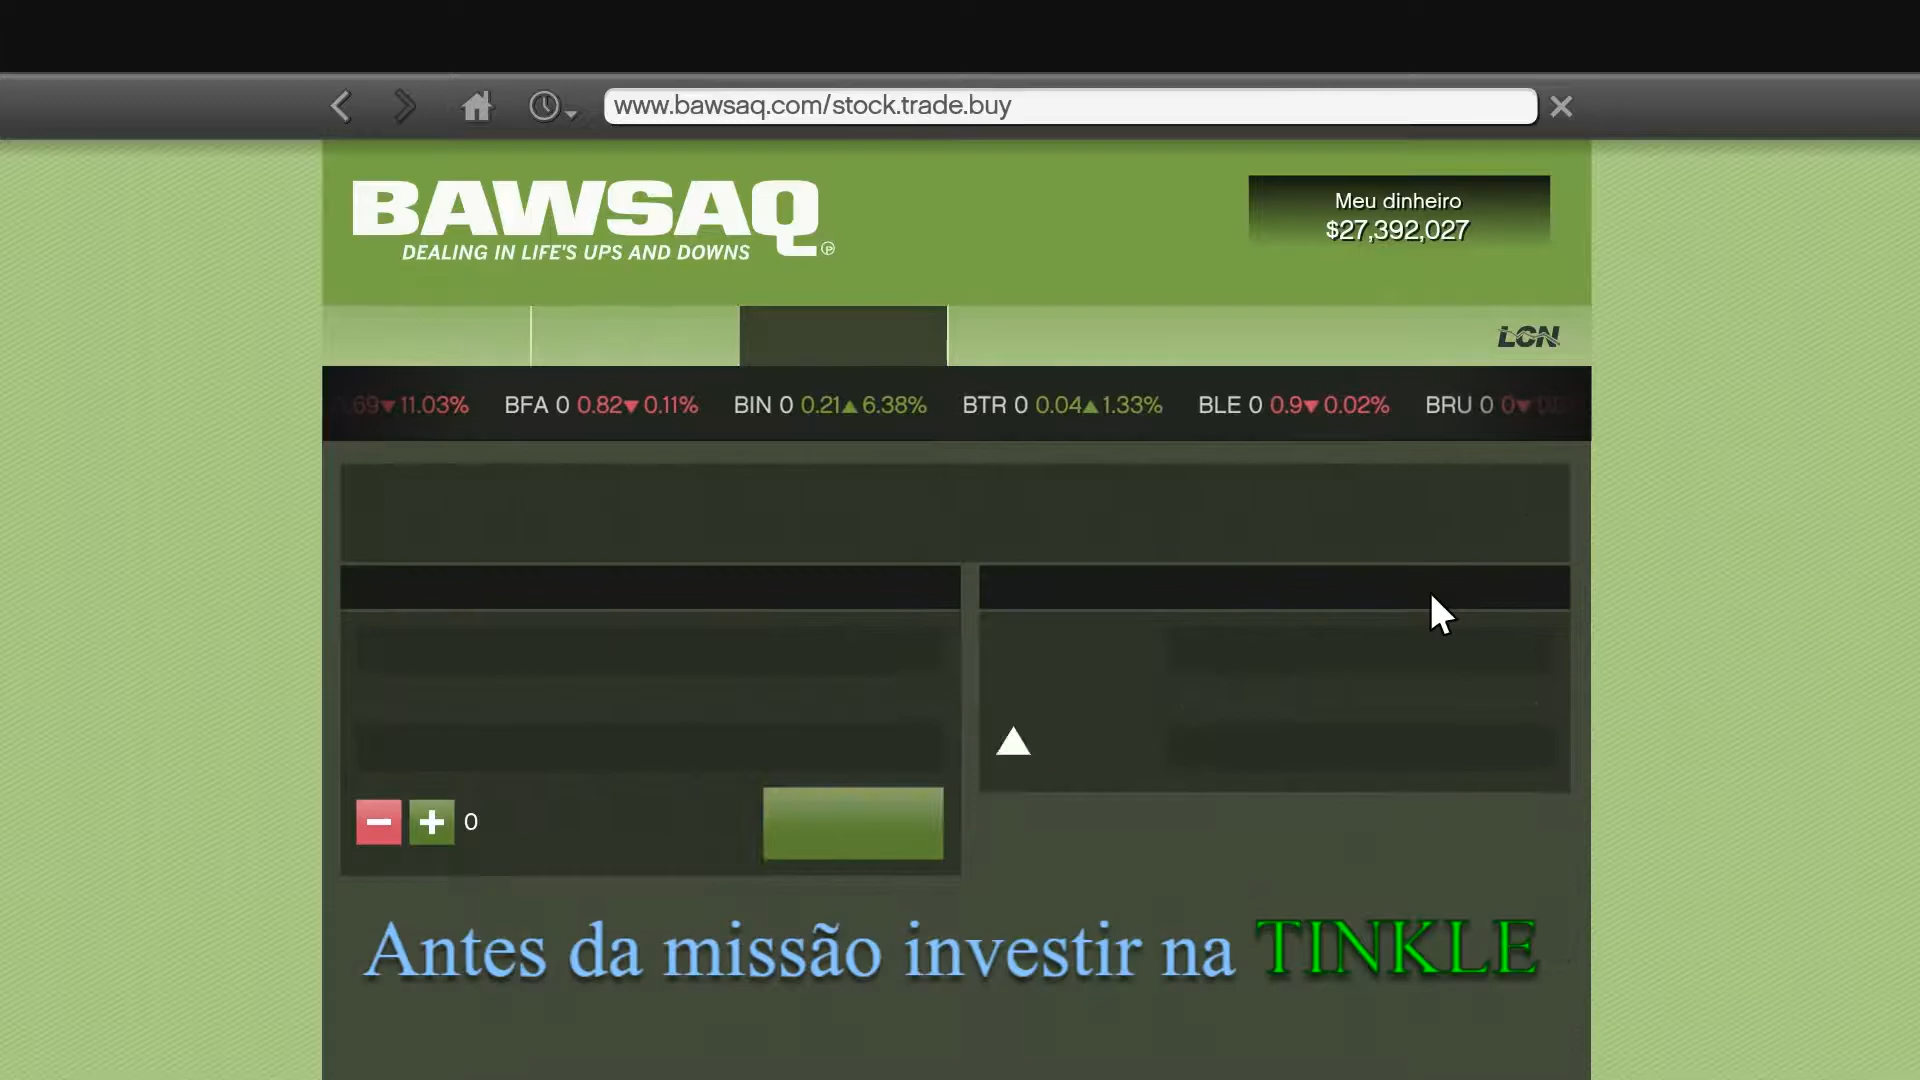 www.bawsaq.com/stock.trade.buy
BAWSAQ
DEALING IN LIFE'S UPS AND DOWNS
Meu dinheiro
$27,392,027
LCN
69▼11.03% BFA 0 0.82▼0.11% BIN 0 0.21▲6.38% BTR 0 0.04▲1.33% BLE 0 0.9▼0.02% BRU 0 0▼
0
Antes da missão investir na TINKLE